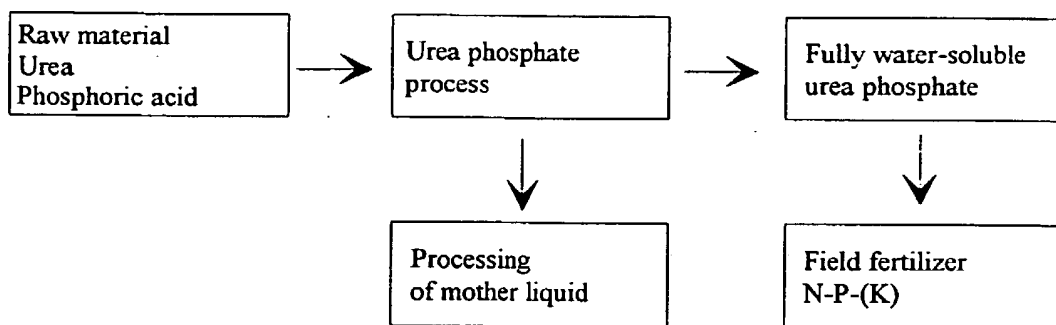 Raw material
Urea
Phosphoric acid
Urea phosphate
process
Fully water-soluble
urea phosphate
Processing
of mother liquid
Field fertilizer
N-P-(K)